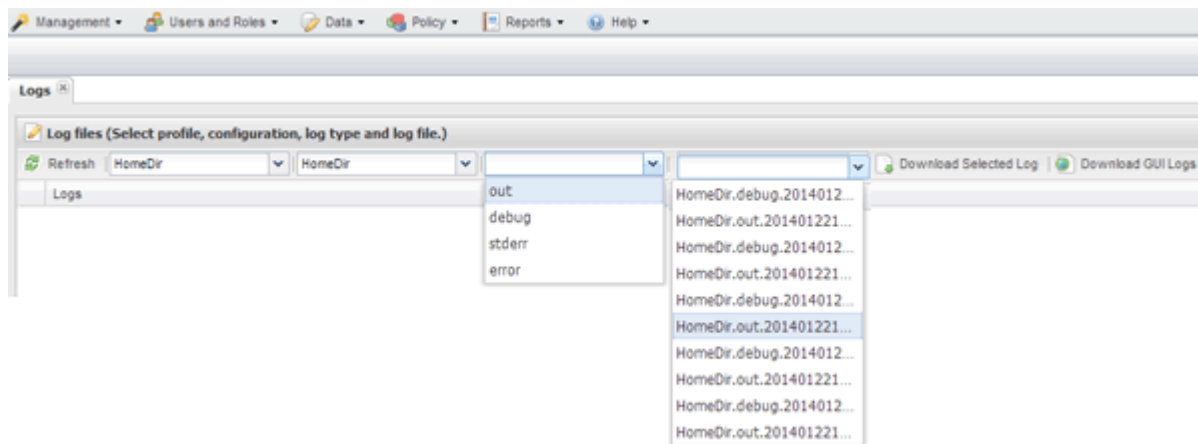 Management Users and Roles Data Policy Reports Help
Logs
Log files (Select profile, configuration, log type and log file.)
Refresh HomeDir HomeDir Download Selected Log Download GUI Logs
Logs
out
debug
stderr
error
HomeDir.debug.2014012...
HomeDir.out.201401221...
HomeDir.debug.2014012...
HomeDir.out.201401221...
HomeDir.debug.2014012...
HomeDir.out.201401221...
HomeDir.debug.2014012...
HomeDir.out.201401221...
HomeDir.debug.2014012...
HomeDir.out.201401221...